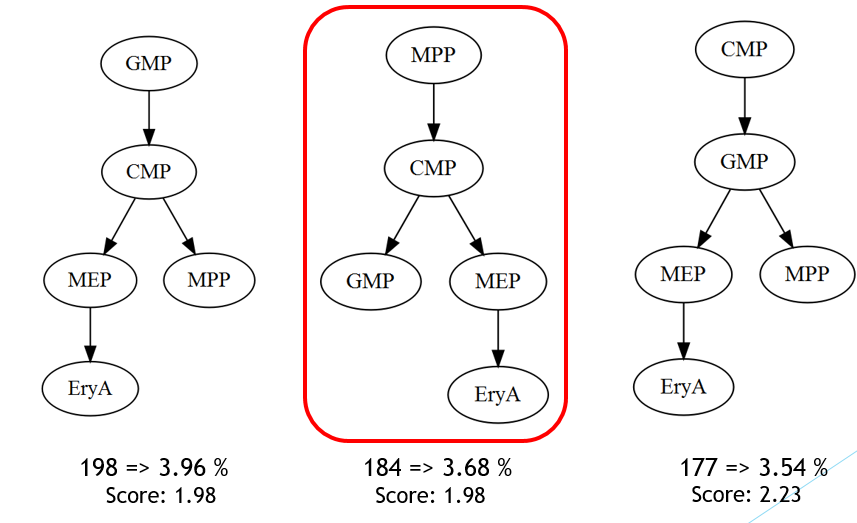 GMP
CMP
MEP MPP
EryA
198 => 3.96 %
Score: 1.98
MPP
CMP
GMP MEP
EryA
184 => 3.68 %
Score: 1.98
CMP
GMP
MEP MPP
EryA
177 => 3.54 %
Score: 2.23